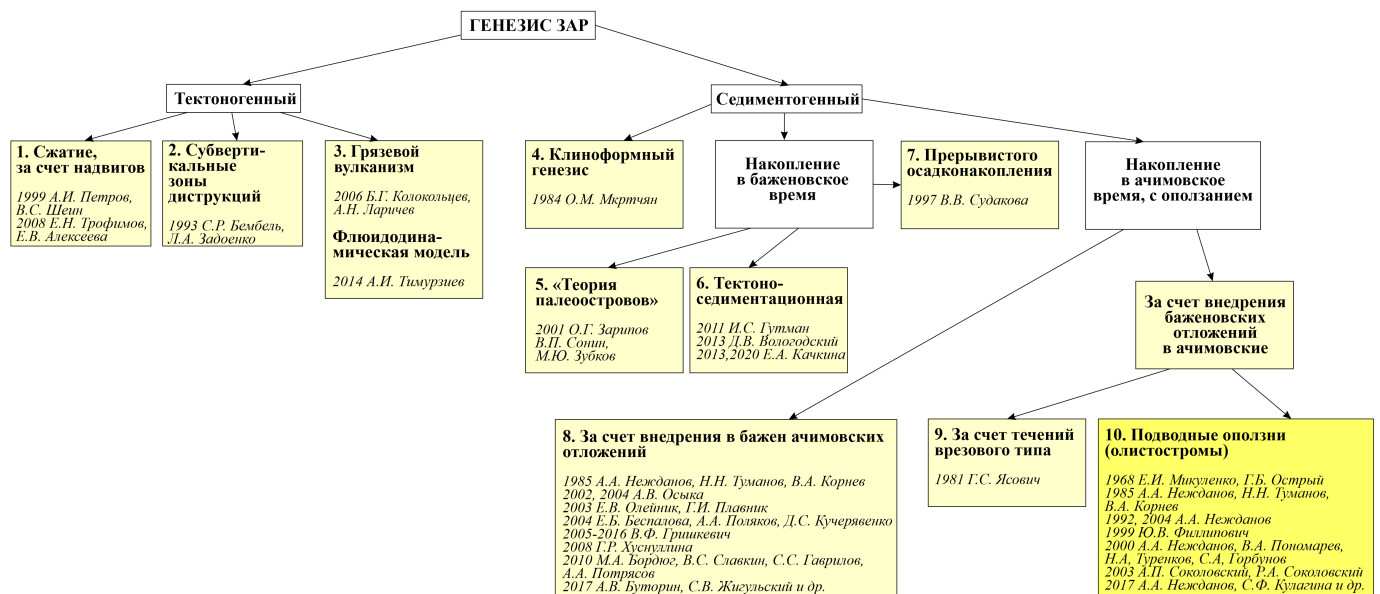 ГЕНЕЗИС ЗАР
Тектоногенный
Седиментогенный
1. Сжатие,
за счет надвигов
1999 А.И. Петров,
В.С. Шеин
2008 Е.Н. Трофимов,
Е.В. Алексеева
2. Субверти-
кальные
зоны
диструкций
1993 С.Р. Бембель,
Л.А. Задоенко
3. Грязевой
вулканизм
2006 Б.Г. Колокольцев,
А.Н. Ларичев
Флюидодина-
мическая модель
2014 А.И. Тимурзиев
4. Клиноформный
генезис
1984 О.М. Мкртчян
Накопление
в баженовское
время
7. Прерывистого
осадконакопления
1997 В.В. Судакова
Накопление
в ачимовское
время, с оползанием
5. «Теория
палеостровов»
2001 О.Г. Зарипов
В.П. Сонин,
М.Ю. Зубков
6. Тектоно-
седиментационная
2011 И.С. Гутман
2013 Д.В. Вологодский
2013,2020 Е.А. Качкина
За счет внедрения
баженовских
отложений
в ачимовские
8. За счет внедрения в бажен ачимовских
отложений
1985 А.А. Нежданов, Н.Н. Туманов, В.А. Корнев
2002, 2004 А.В. Осыка
2003 Е.В. Олейник, Г.И. Плавник
2004 Е.Б. Беспалова, А.А. Поляков, Д.С. Кучерявенко
2005-2016 В.Ф. Гришкевич
2008 Г.Р. Хуснуллина
2010 М.А. Бордюг, В.С. Славкин, С.С. Гаврилов,
А.А. Потрясов
2017 А.В. Буторин, С.В. Жигульский и др.
9. За счет течений
врезового типа
1981 Г.С. Ясович
10. Подводные оползни
(олистостромы)
1968 Е.И. Микуленко, Г.Б. Острый
1985 А.А. Нежданов, Н.Н. Туманов,
В.А. Корнев
1992, 2004 А.А. Нежданов
1999 Ю.В. Филлипович
2000 А.А. Нежданов, В.А. Пономарев,
Н.А, Туренков, С.А, Горбунов
2003 А.П. Соколовский, Р.А. Соколовский
2017 А.А. Нежданов, С.Ф. Кулагина и др.